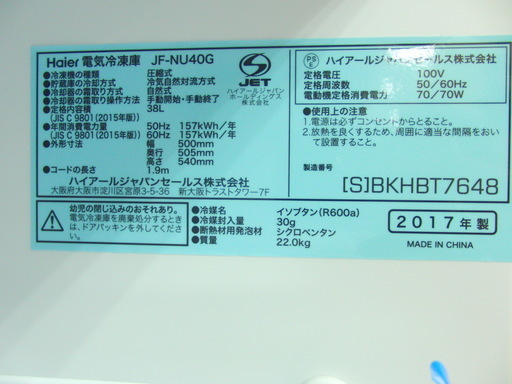 Haier 電気冷凍庫 JF-NU40G
●冷凍機の種類 圧縮式
●貯蔵庫の冷却方式 冷気自然対流方式
●冷却器の霜取り方式 自然式
●冷却器の霜取り操作方法 手動開始・手動終了
●定格内容積 38L
(JIS C 9801(2015年版))
●年間消費電力量 50Hz 157kWh/年
(JIS C 9801(2015年版)) 60Hz 157kWh/年
●外形寸法 幅 500mm
奥行 505mm
高さ 540mm
●コードの長さ 1.9m
ハイアールジャパンセールス株式会社
大阪府大阪市淀川区宮原3-5-36 新大阪トラストタワー7F
S
JET
ハイアールジャパン
ホールディングス
株式会社
PS
E
ハイアールジャパンセールス株式会社
定格電圧 100V
定格周波数 50/60Hz
電動機定格消費電力 70/70W
●使用上の注意
1.電源は必ずコンセントからとること。
2.放熱を良くするため、周囲に適当な間隔をおい
て設置すること。
製造番号
[S]BKHBT7648
幼児の閉じ込めのおそれあり。
電気冷凍庫を廃棄処分するときに
は、ドアパッキンを外して下さい。
●冷媒名 イソブタン(R600a)
●冷媒封入量 30g
●断熱材用発泡材 シクロペンタン
●質量 22.0kg
2017年製
MADE IN CHINA